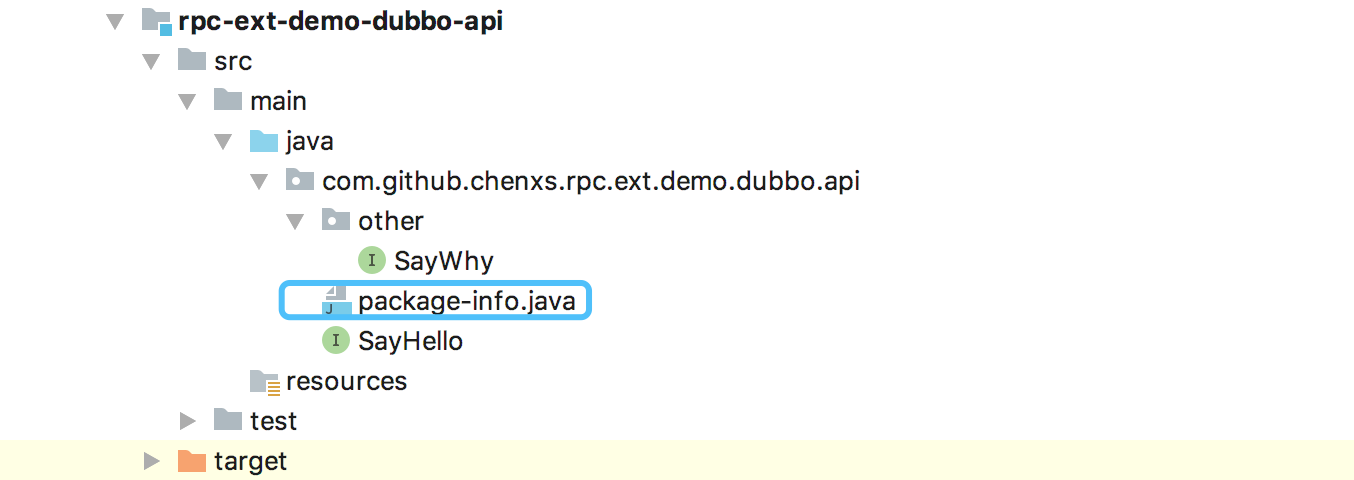 rpc-ext-demo-dubbo-api
src
main
java
com.github.chenxs.rpc.ext.demo.dubbo.api
other
I SayWhy
J package-info.java
I SayHello
resources
test
target